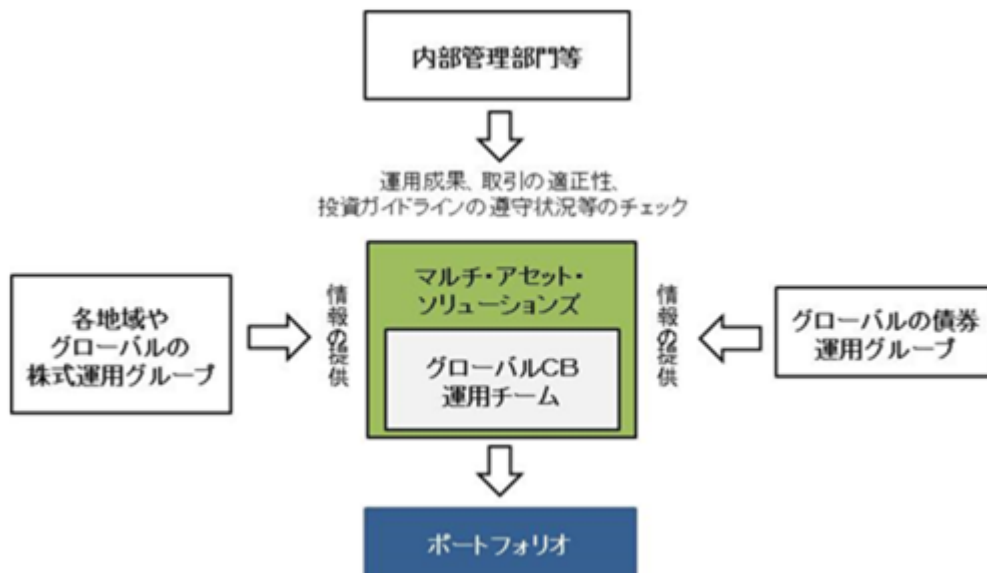 内部管理部門等
運用成果、取引の適正性、
投資ガイドラインの遵守状況等のチェック
各地域や
グローバルの
株式運用グループ
情報の提供
マルチ・アセット・
ソリューションズ
グローバルCB
運用チーム
情報の提供
グローバルの債券
運用グループ
ポートフォリオ